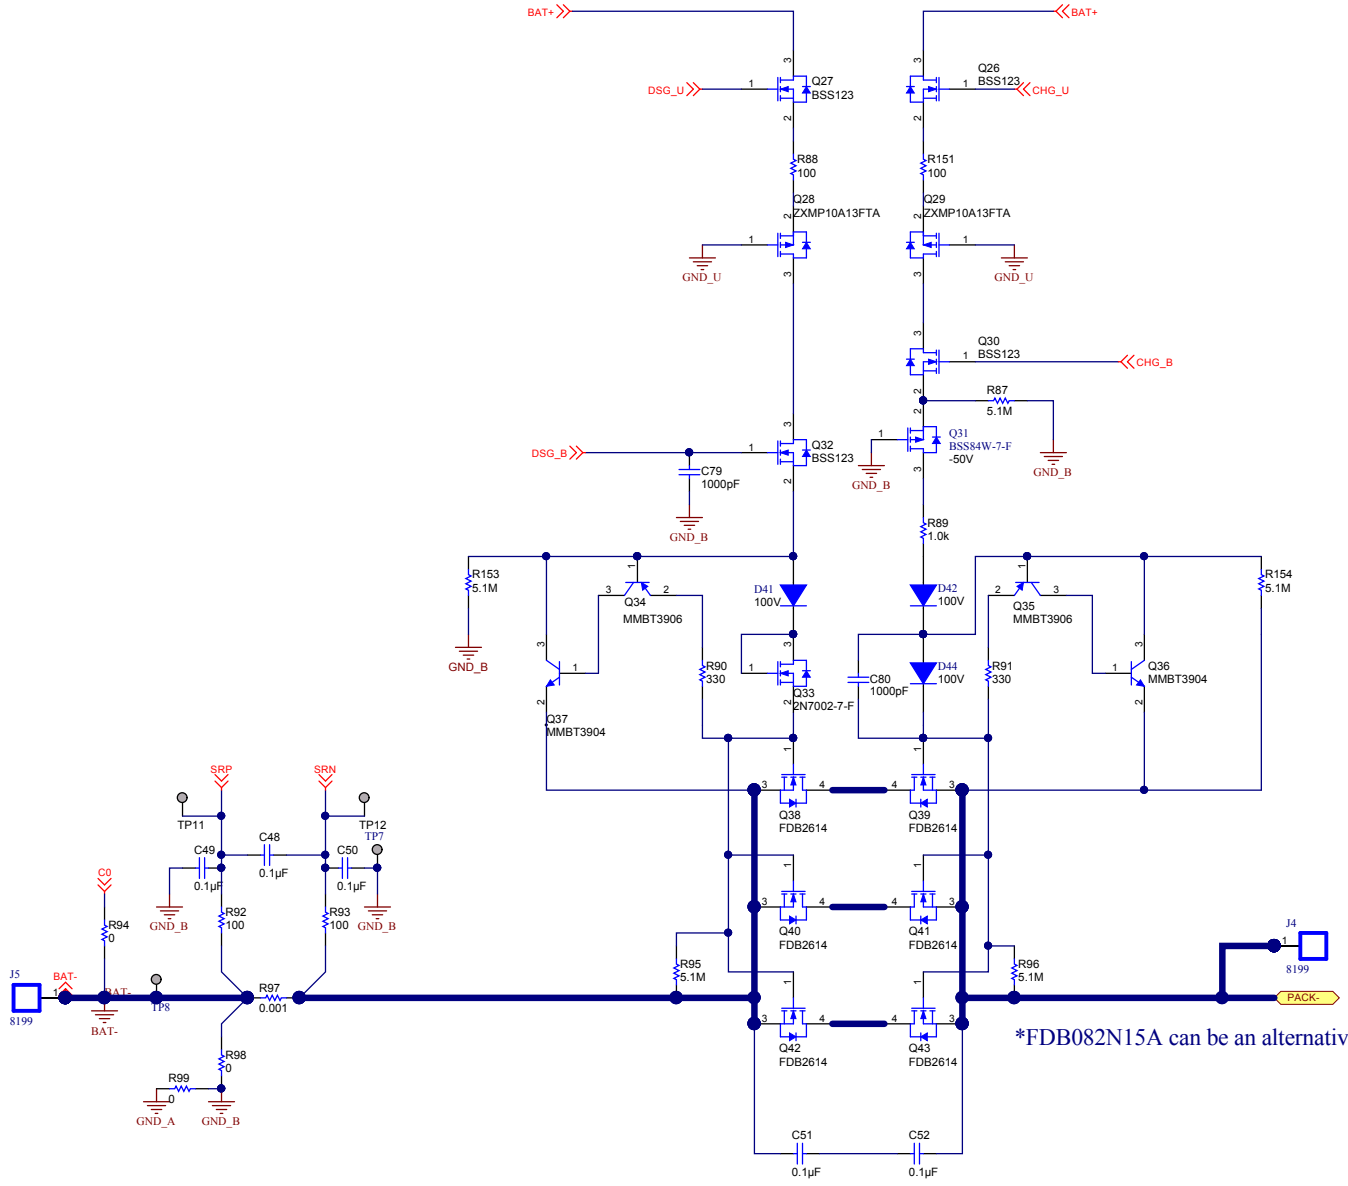 BAT+
BAT+
3
3
Q27
BSS123
Q26
BSS123
DSG_U
1
1
CHG_U
2
2
R88
100
R151
100
Q28
ZXMP10A13FTA
Q29
ZXMP10A13FTA
2
2
1
1
GND_U
GND_U
3
3
3
Q30
BSS123
1
CHG_B
2
R87
5.1M
2
1
Q31
BSS84W-7-F
-50V
GND_B
GND_B
3
3
Q32
BSS123
DSG_B
1
C79
1000pF
2
GND_B
R89
1.0k
R153
5.1M
GND_B
1
3
2
Q34
MMBT3906
D41
100V
D42
100V
1
2
3
Q35
MMBT3906
R154
5.1M
3
1
2
Q37
MMBT3904
R90
330
3
1
Q33
2N7002-7-F
2
C80
1000pF
D44
100V
R91
330
3
1
Q36
MMBT3904
2
1
1
3
4
4
3
Q38
FDB2614
Q39
FDB2614
SRP
SRN
TP11
TP12
TP7
C49
0.1µF
C48
0.1µF
C50
0.1µF
GND_B
GND_B
C0
R94
0
R92
100
R93
100
1
1
3
4
4
3
Q40
FDB2614
Q41
FDB2614
R95
5.1M
R96
5.1M
J4
1
8199
J5
1
8199
BAT-
BAT-
BAT-
TP8
R97
0.001
PACK-
1
1
3
4
4
3
Q42
FDB2614
Q43
FDB2614
*FDB082N15A can be an alternativ
R98
0
R99
0
GND_A
GND_B
C51
0.1µF
C52
0.1µF